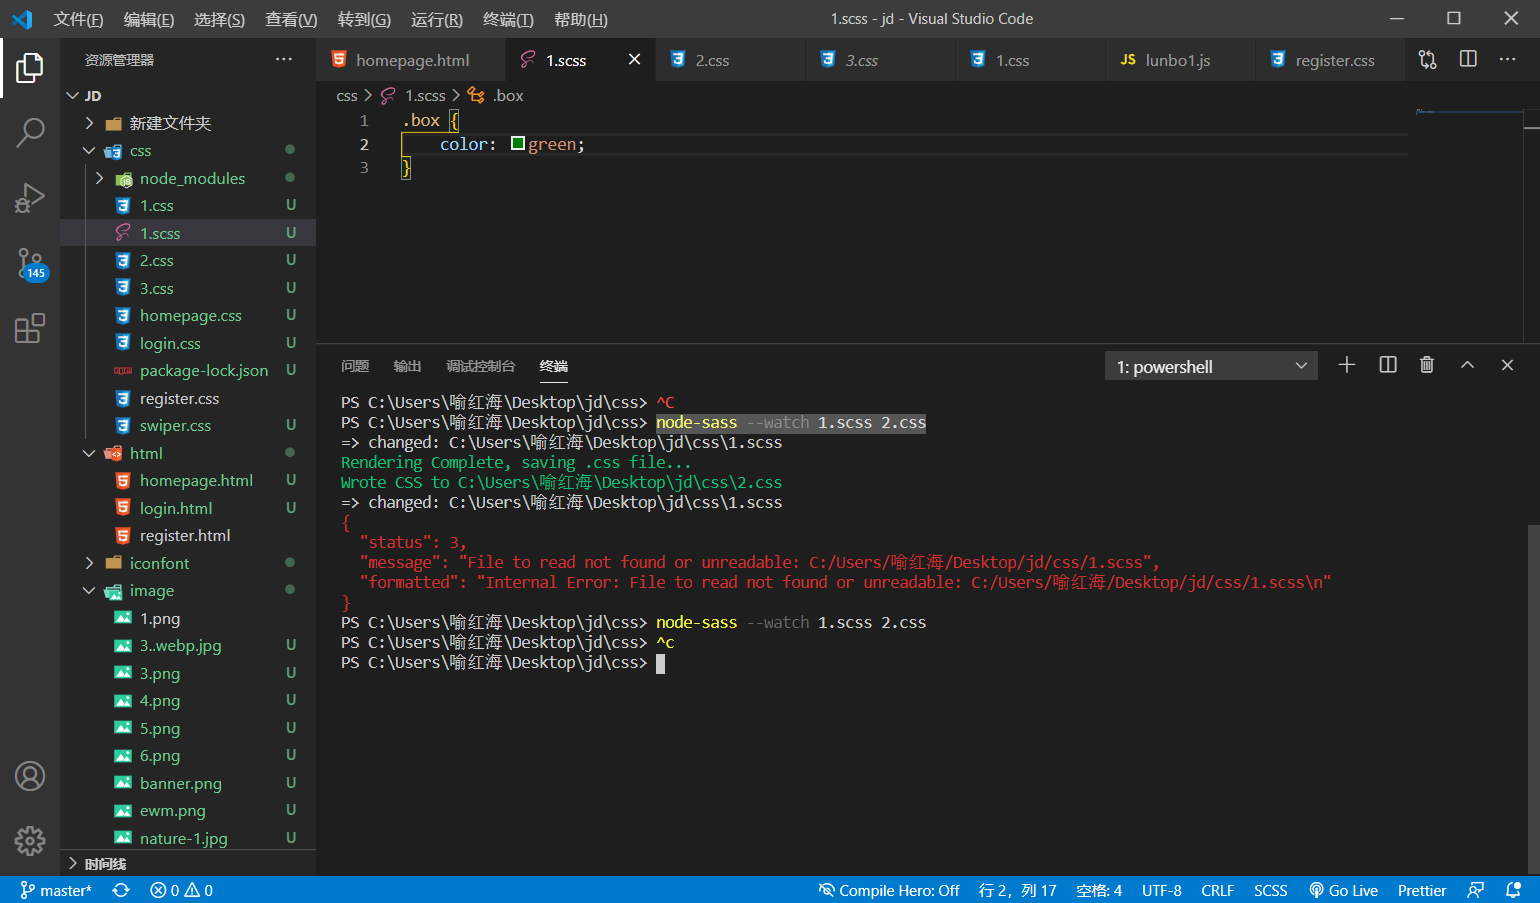 文件(F) 编辑(E) 选择(S) 查看(V) 转到(G) 运行(R) 终端(T) 帮助(H) 1.scss - jd - Visual Studio Code
资源管理器
homepage.html 1.scss 2.css 3.css 1.css JS lunbo1.js register.css
css > 1.scss > .box
JD
新建文件夹
css
node_modules
1.css U
1.scss U
2.css U
3.css U
homepage.css U
login.css U
package-lock.json U
register.css
swiper.css U
html
homepage.html U
login.html U
register.html
iconfont
image
1.png
3..webp.jpg U
3.png U
4.png U
5.png U
6.png U
banner.png U
ewm.png U
nature-1.jpg U
时间线
145
1 .box {
2 color: green;
3 }
问题 输出 调试控制台 终端 1: powershell
PS C:\Users\喻红海\Desktop\jd\css> ^C
PS C:\Users\喻红海\Desktop\jd\css> node-sass --watch 1.scss 2.css
=> changed: C:\Users\喻红海\Desktop\jd\css\1.scss
Rendering Complete, saving .css file...
Wrote CSS to C:\Users\喻红海\Desktop\jd\css\2.css
=> changed: C:\Users\喻红海\Desktop\jd\css\1.scss
{
"status": 3,
"message": "File to read not found or unreadable: C:/Users/喻红海/Desktop/jd/css/1.scss",
"formatted": "Internal Error: File to read not found or unreadable: C:/Users/喻红海/Desktop/jd/css/1.scss\n"
}
PS C:\Users\喻红海\Desktop\jd\css> node-sass --watch 1.scss 2.css
PS C:\Users\喻红海\Desktop\jd\css> ^c
PS C:\Users\喻红海\Desktop\jd\css>
master* 0 0 Compile Hero: Off 行 2，列 17 空格: 4 UTF-8 CRLF SCSS Go Live Prettier